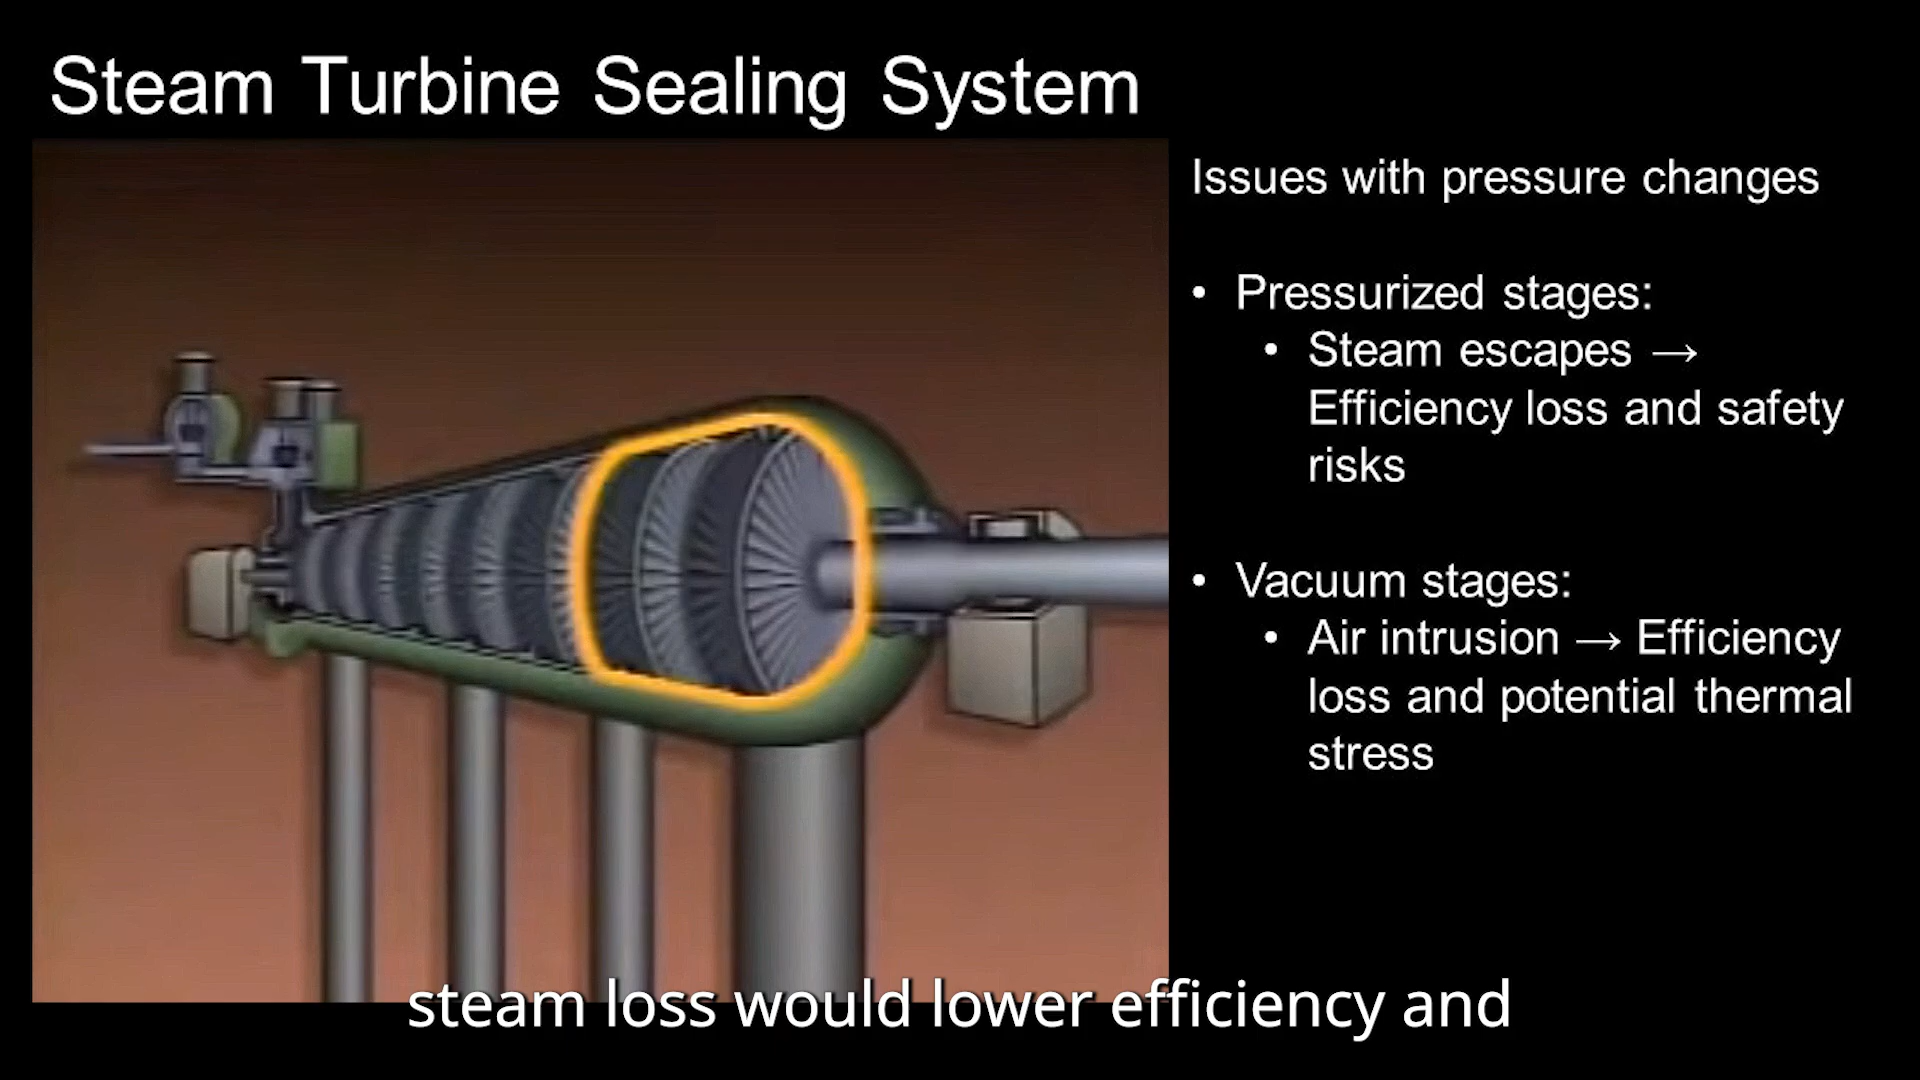 Steam Turbine Sealing System
Issues with pressure changes
• Pressurized stages:
• Steam escapes →
Efficiency loss and safety
risks
• Vacuum stages:
• Air intrusion → Efficiency
loss and potential thermal
stress
steam loss would lower efficiency and